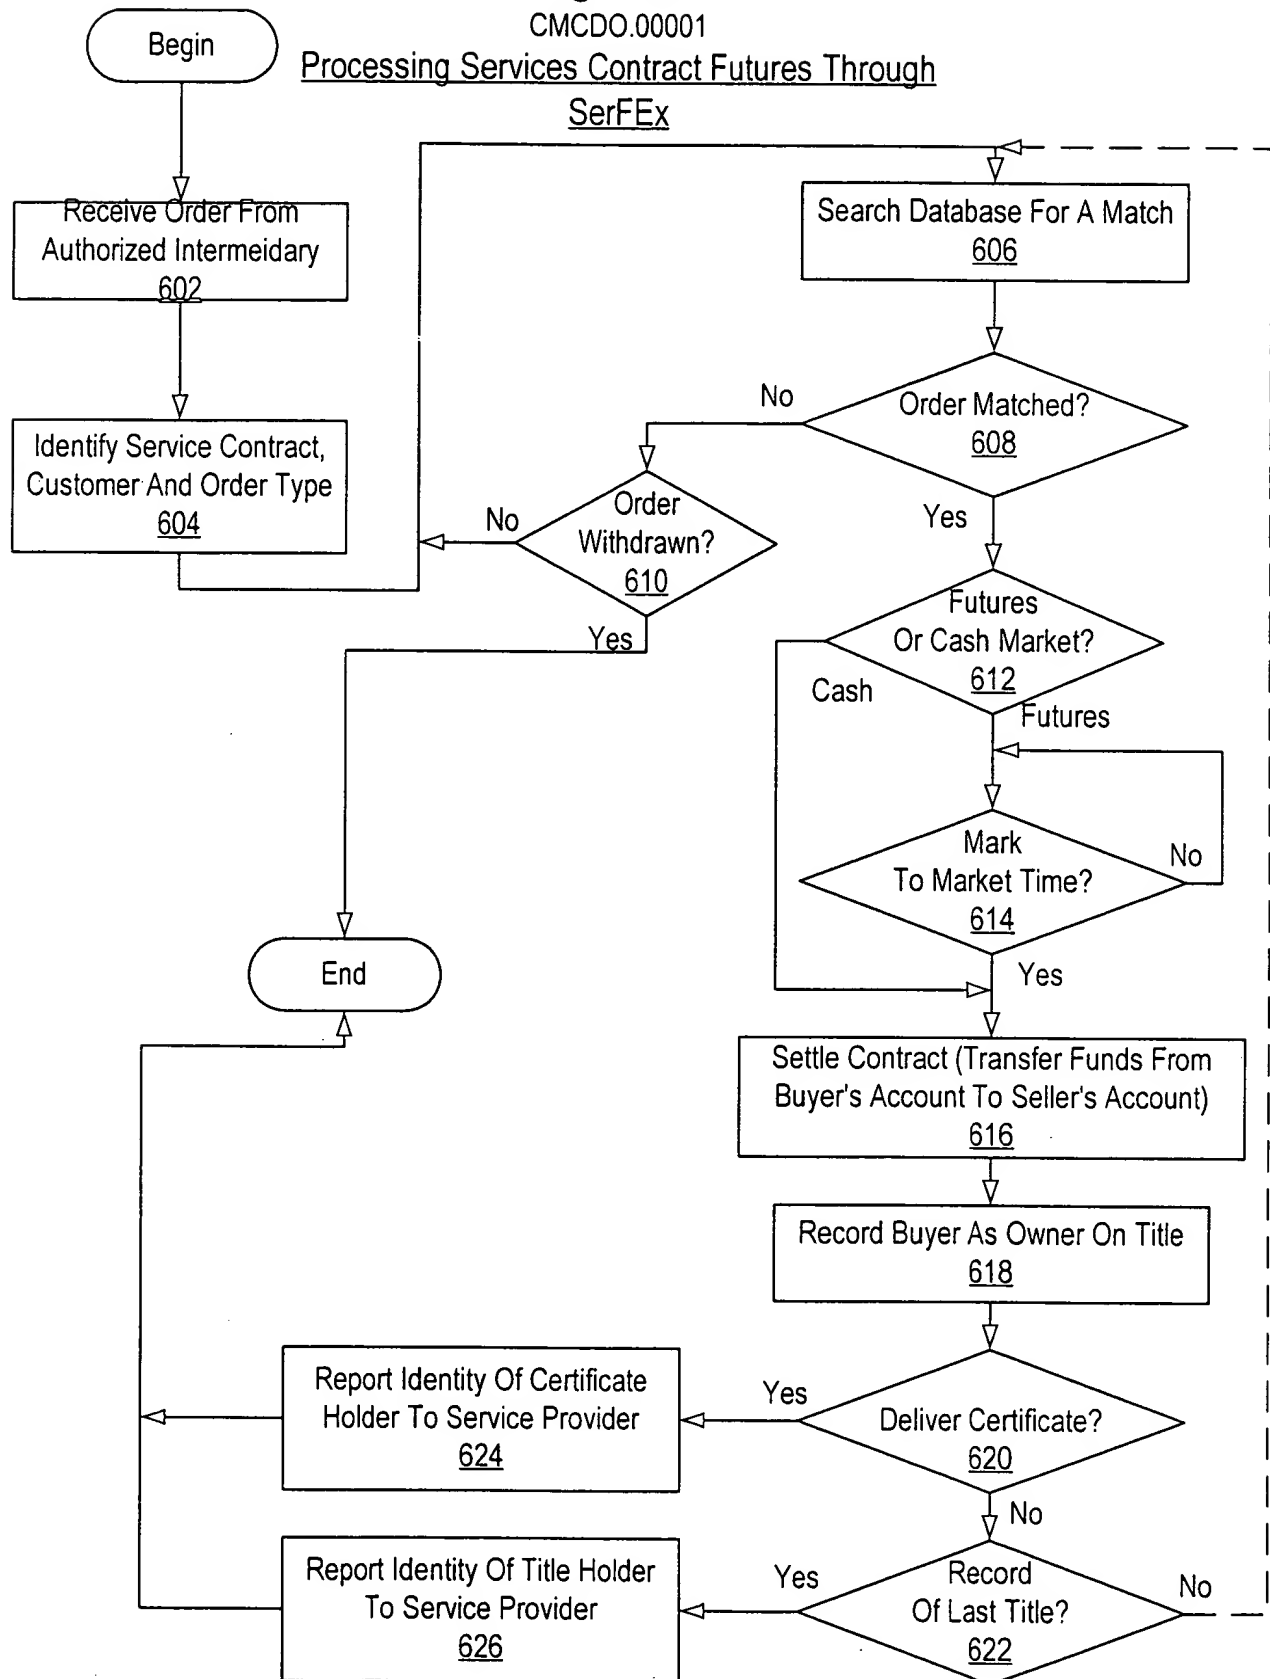 CMCDO.00001
Processing Services Contract Futures Through
SerFEx
Begin
Receive Order From
Authorized Intermeidary
602
Identify Service Contract,
Customer And Order Type
604
Search Database For A Match
606
Order Matched?
608
No
Yes
Order
Withdrawn?
610
No
Yes
Futures
Or Cash Market?
612
Cash
Futures
Mark
To Market Time?
614
No
Yes
End
Settle Contract (Transfer Funds From
Buyer's Account To Seller's Account)
616
Record Buyer As Owner On Title
618
Deliver Certificate?
620
Yes
No
Report Identity Of Certificate
Holder To Service Provider
624
Record
Of Last Title?
622
Yes
No
Report Identity Of Title Holder
To Service Provider
626